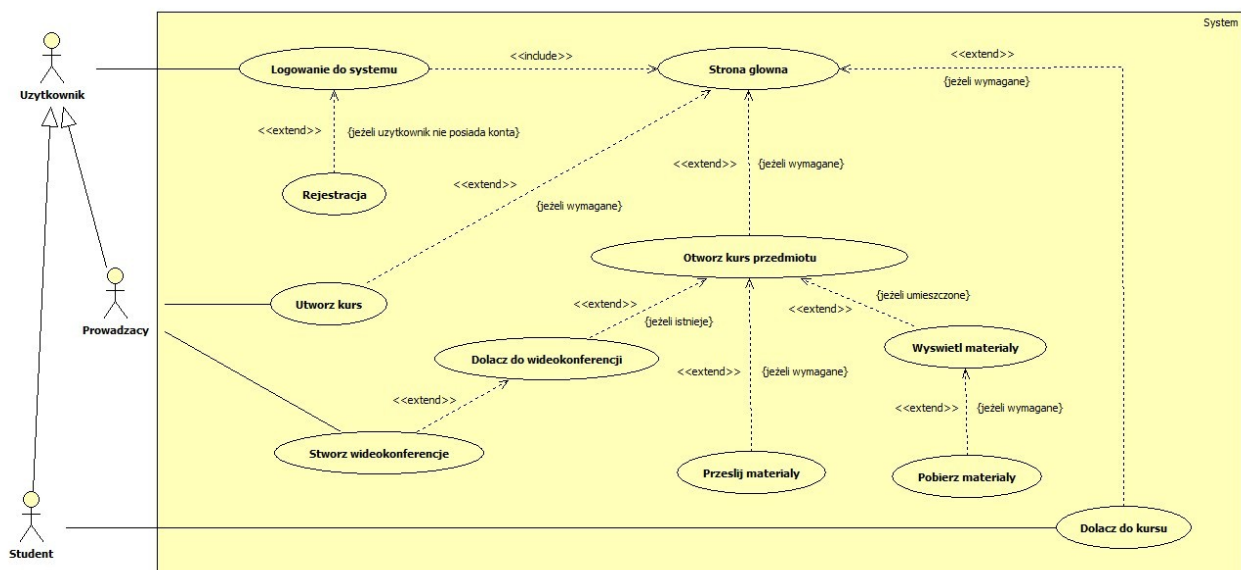 System
Uzytkownik
Logowanie do systemu
<<include>>
Strona glowna
<<extend>>
{jeżeli wymagane}
<<extend>>
{jeżeli uzytkownik nie posiada konta}
Rejestracja
<<extend>>
{jeżeli wymagane}
<<extend>>
{jeżeli wymagane}
Otworz kurs przedmiotu
Prowadzacy
Utworz kurs
<<extend>>
{jeżeli istnieje}
<<extend>>
{jeżeli umieszczone}
Dolacz do wideokonferencji
Wyswietl materialy
<<extend>>
<<extend>>
{jeżeli wymagane}
<<extend>>
{jeżeli wymagane}
Stworz wideokonferencje
Przeslij materialy
Pobierz materialy
Student
Dolacz do kursu